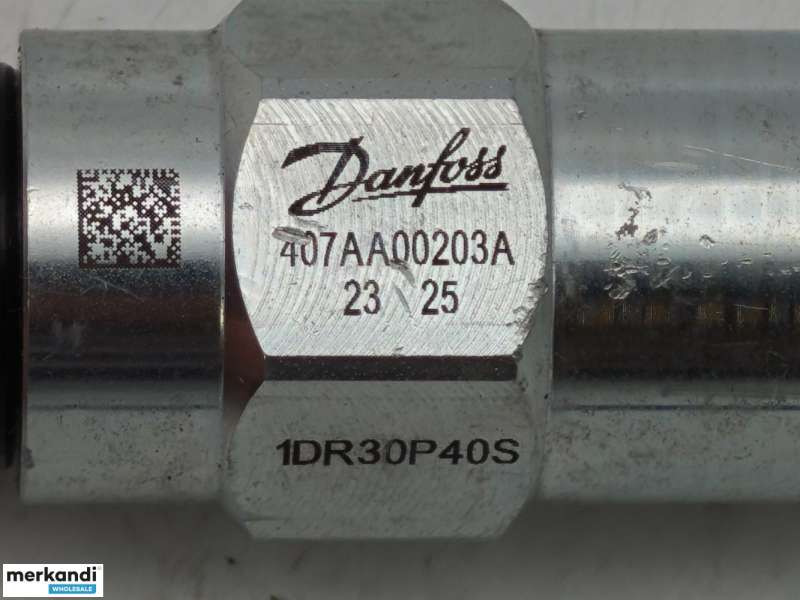 Danfoss
407AA00203A
23 25
1DR30P40S
merkandi
WHOLESALE